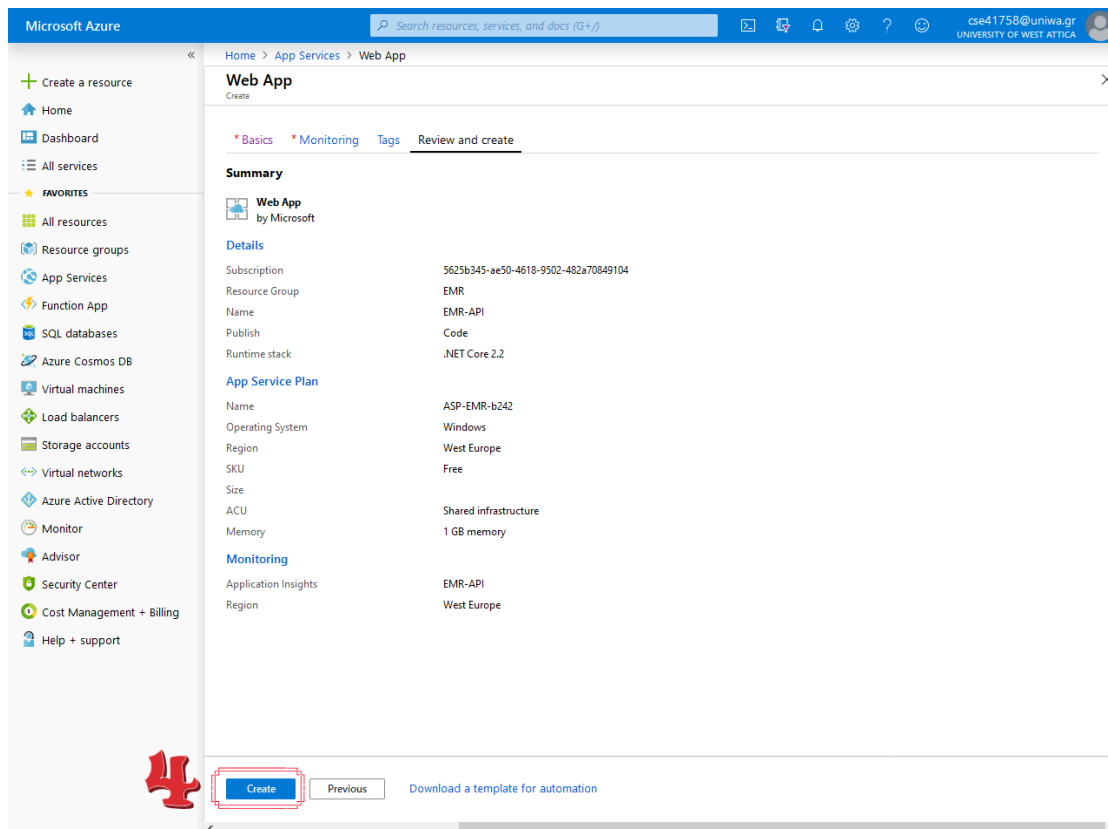 Microsoft Azure
Search resources, services, and docs (G+/)
cse41758@uniwa.gr
UNIVERSITY OF WEST ATTICA
«
Home > App Services > Web App
Create a resource
Home
Dashboard
All services
FAVORITES
All resources
Resource groups
App Services
Function App
SQL databases
Azure Cosmos DB
Virtual machines
Load balancers
Storage accounts
Virtual networks
Azure Active Directory
Monitor
Advisor
Security Center
Cost Management + Billing
Help + support
Web App
Create
* Basics * Monitoring Tags Review and create
Summary
Web App
by Microsoft
Details
Subscription 5625b345-ae50-4618-9502-482a70849104
Resource Group EMR
Name EMR-API
Publish Code
Runtime stack .NET Core 2.2
App Service Plan
Name ASP-EMR-b242
Operating System Windows
Region West Europe
SKU Free
Size
ACU Shared infrastructure
Memory 1 GB memory
Monitoring
Application Insights EMR-API
Region West Europe
4
Create Previous Download a template for automation